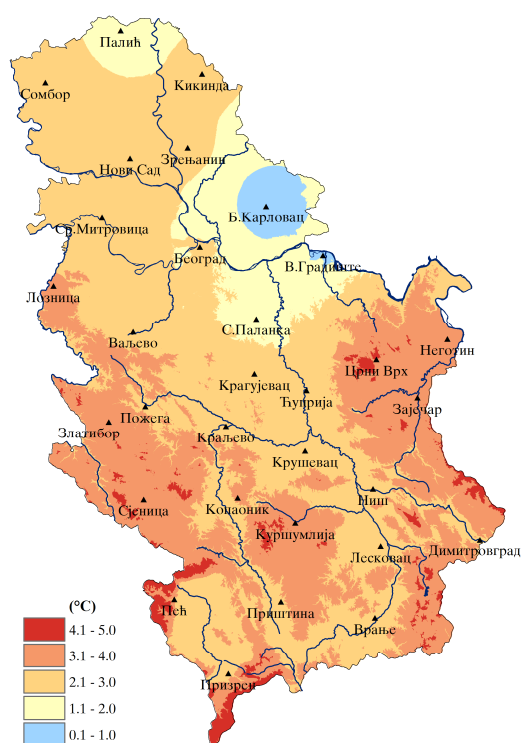 Палић
Кикинда
Сомбор
Зрењанин
Нови Сад
Б.Карловац
Ср.Митровица
Београд
В.Градиште
Лозница
С.Паланка
Ваљево
Неготин
Црни Врх
Крагујевац
Ћуприја
Зајечар
Пожега
Златибор
Краљево
Крушевац
Ниш
Сјеница
Копаоник
Куршумлија
Димитровград
Лесковац
Пећ
Приштина
Врање
Призрен
(°C)
4.1 - 5.0
3.1 - 4.0
2.1 - 3.0
1.1 - 2.0
0.1 - 1.0